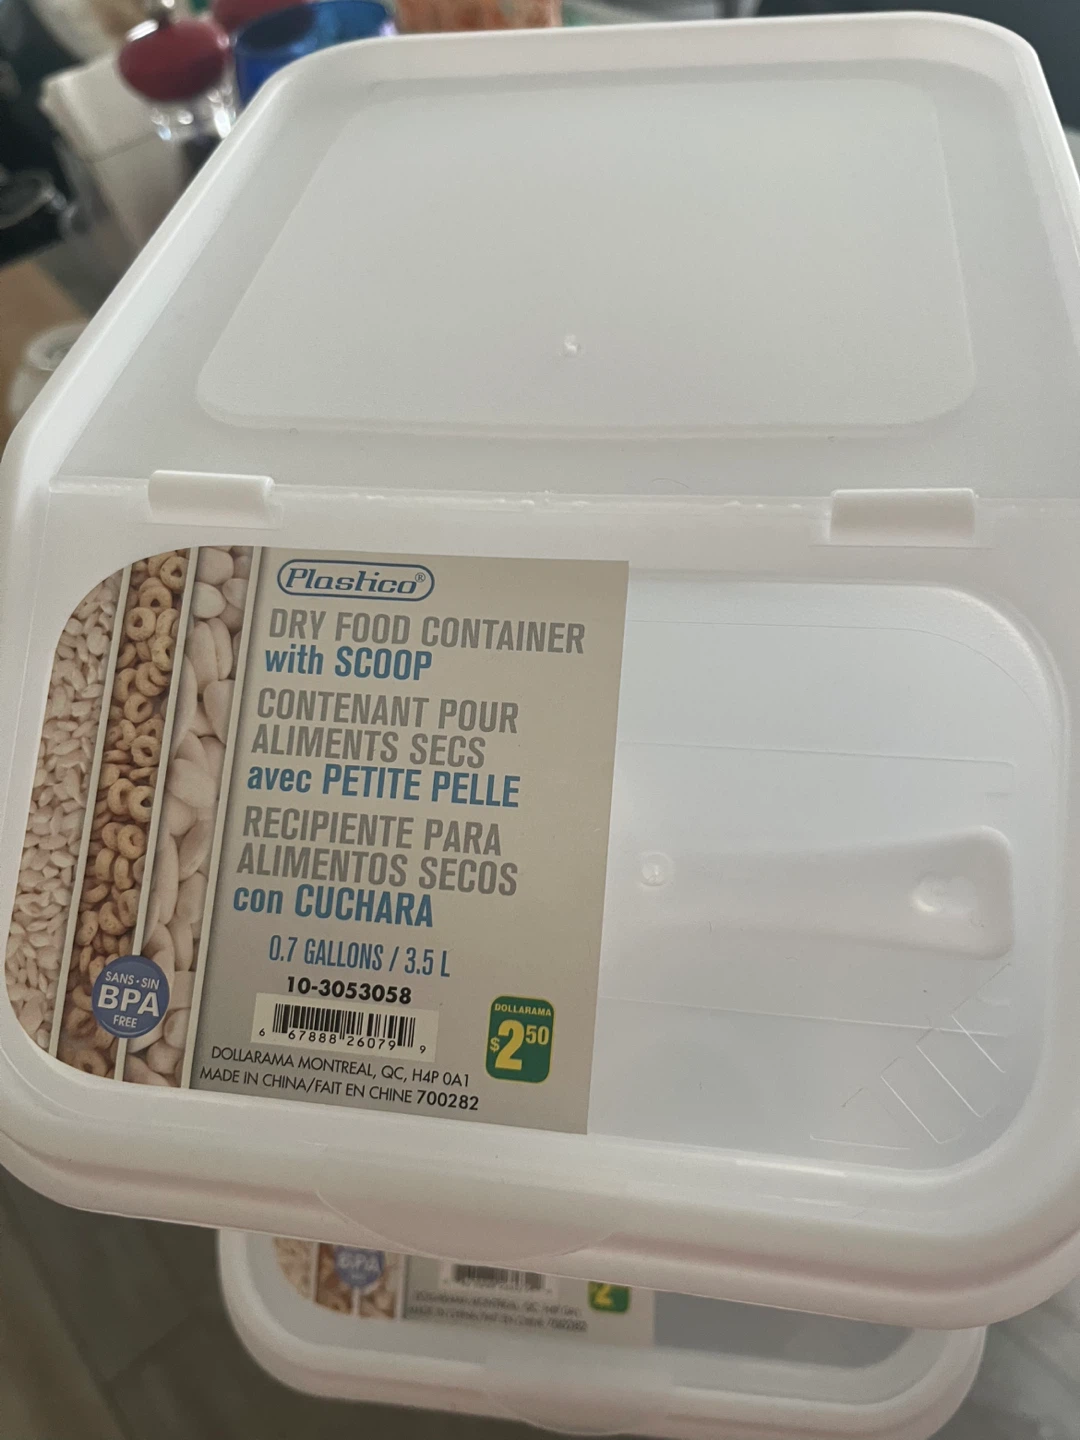 Plastico®
DRY FOOD CONTAINER
with SCOOP
CONTENANT POUR
ALIMENTS SECS
avec PETITE PELLE
RECIPIENTE PARA
ALIMENTOS SECOS
con CUCHARA
0.7 GALLONS / 3.5 L
10-3053058
6 67888 26079 9
DOLLARAMA MONTREAL, QC, H4P 0A1
MADE IN CHINA/FAIT EN CHINE 700282
SANS • SIN
BPA
FREE
DOLLARAMA
$2.50
BPA
2